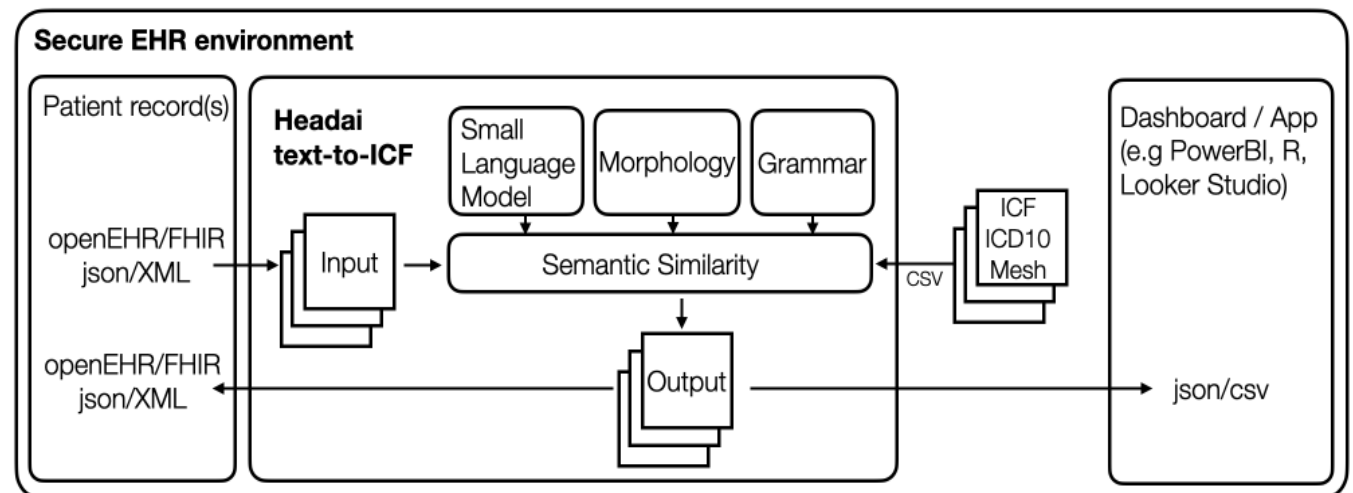 Secure EHR environment
Patient record(s)
openEHR/FHIR
json/XML
openEHR/FHIR
json/XML
Headai
text-to-ICF
Small
Language
Model
Morphology
Grammar
Input
Semantic Similarity
Output
CSV
ICF
ICD10
Mesh
Dashboard / App
(e.g PowerBI, R,
Looker Studio)
json/csv